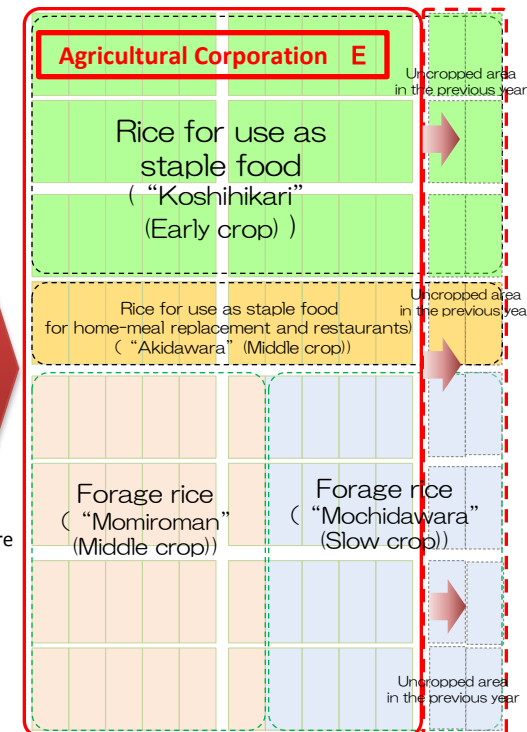 Agricultural Corporation E
Uncropped area
in the previous year
Rice for use as
staple food
( “Koshihikari”
(Early crop) )
Uncropped area
in the previous yea
Rice for use as staple food
for home-meal replacement and restaurants)
( “Akidawara” (Middle crop))
Forage rice
( “Momiroman”
(Middle crop))
Forage rice
( “Mochidawara”
(Slow crop))
re
Uncropped area
in the previous year